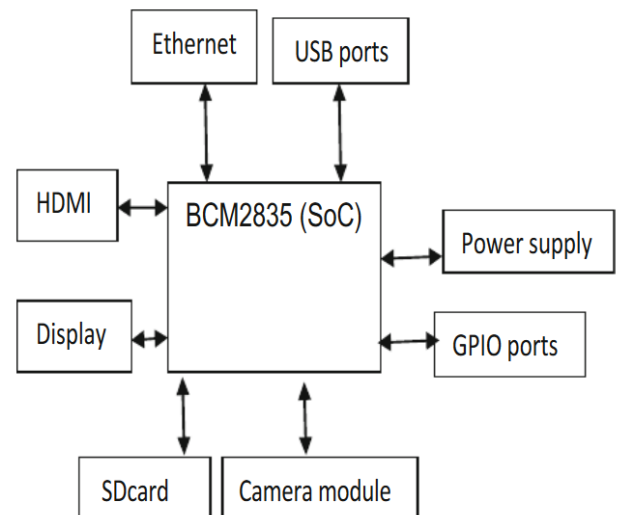 Ethernet
USB ports
HDMI
BCM2835 (SoC)
Power supply
Display
GPIO ports
SDcard
Camera module